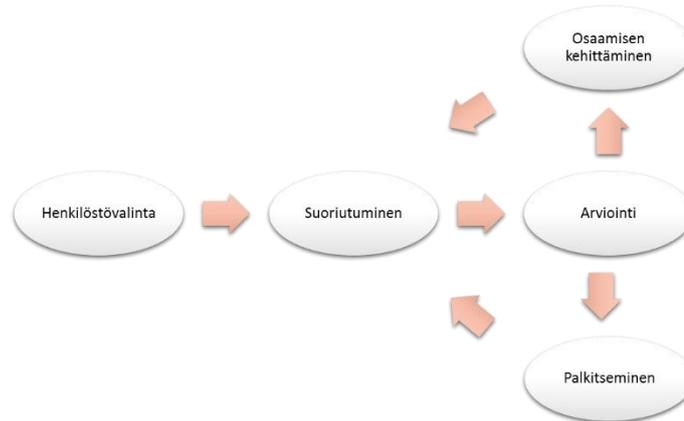 Osaamisen
kehittäminen
Henkilöstövalinta
Suoriutuminen
Arviointi
Palkitseminen